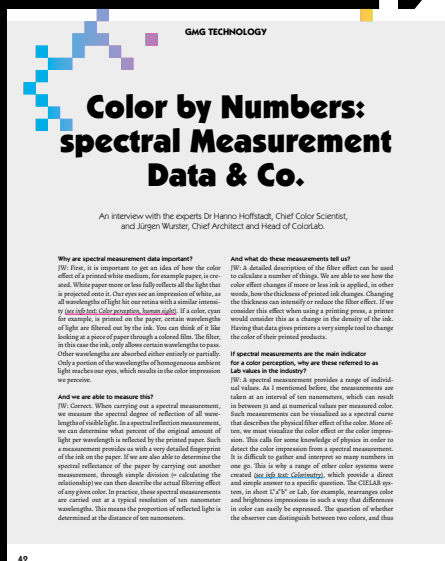 GMG TECHNOLOGY
Color by Numbers:
spectral Measurement
Data & Co.
An interview with the experts Dr Hanno Hoffstadt, Chief Color Scientist,
and Jürgen Wurster, Chief Architect and Head of ColorLab.
Why are spectral measurement data important?
JW: First, it is important to get an idea of how the color
effect of a printed white medium, for example paper, is cre-
ated. White paper more or less fully reflects all the light that
is projected onto it. Our eyes see an impression of white, as
all wavelengths of light hit our retina with a similar intensi-
ty (see info text: Color perception, human sight). If a color, cyan
for example, is printed on the paper, certain wavelengths
of light are filtered out by the ink. You can think of it like
looking at a piece of paper through a colored film. The filter,
in this case the ink, only allows certain wavelengths to pass.
Other wavelengths are absorbed either entirely or partially.
Only a portion of the wavelengths of homogeneous ambient
light reaches our eyes, which results in the color impression
we perceive.
And we are able to measure this?
JW: Correct. When carrying out a spectral measurement,
we measure the spectral degree of reflection of all wave-
lengths of visible light. In a spectral reflection measurement,
we can determine what percent of the original amount of
light per wavelength is reflected by the printed paper. Such
a measurement provides us with a very detailed fingerprint
of the ink on the paper. If we are also able to determine the
spectral reflectance of the paper by carrying out another
measurement, through simple division (= calculating the
relationship) we can then describe the actual filtering effect
of any given color. In practice, these spectral measurements
are carried out at a typical resolution of ten nanometer
wavelengths. This means the proportion of reflected light is
determined at the distance of ten nanometers.
And what do these measurements tell us?
JW: A detailed description of the filter effect can be used
to calculate a number of things. We are able to see how the
color effect changes if more or less ink is applied, in other
words, how the thickness of printed ink changes. Changing
the thickness can intensify or reduce the filter effect. If we
consider this effect when using a printing press, a printer
would consider this as a change in the density of the ink.
Having that data gives printers a very simple tool to change
the color of their printed products.
If spectral measurements are the main indicator
for a color perception, why are these referred to as
Lab values in the industry?
JW: A spectral measurement provides a range of individ-
ual values. As I mentioned before, the measurements are
taken at an interval of ten nanometers, which can result
in between 31 and 41 numerical values per measured color.
Such measurements can be visualized as a spectral curve
that describes the physical filter effect of the color. More of-
ten, we must visualize the color effect or the color impres-
sion. This calls for some knowledge of physics in order to
detect the color impression from a spectral measurement.
It is difficult to gather and interpret so many numbers in
one go. This is why a range of other color systems were
created (see info text: Colorimetry), which provide a direct
and simple answer to a specific question. The CIELAB sys-
tem, in short L*a*b* or Lab, for example, rearranges color
and brightness impressions in such a way that differences
in color can easily be expressed. The question of whether
the observer can distinguish between two colors, and thus
49